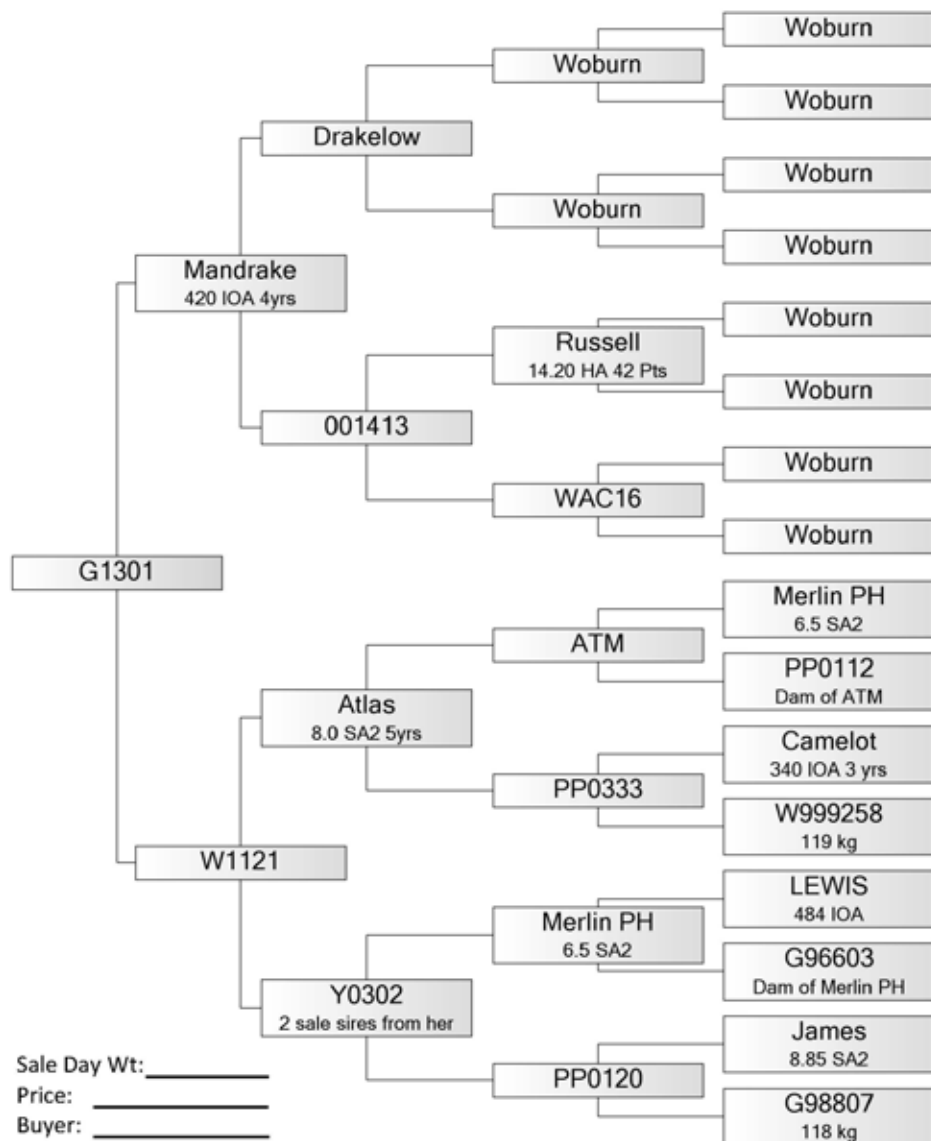 Woburn
Woburn
Woburn
Drakelow
Woburn
Woburn
Woburn
Mandrake
420 IOA 4yrs
Woburn
Russell
14.20 HA 42 Pts
Woburn
001413
Woburn
WAC16
Woburn
G1301
Merlin PH
6.5 SA2
ATM
PP0112
Dam of ATM
Atlas
8.0 SA2 5yrs
Camelot
340 IOA 3 yrs
PP0333
W999258
119 kg
W1121
LEWIS
484 IOA
Merlin PH
6.5 SA2
G96603
Dam of Merlin PH
Y0302
2 sale sires from her
James
8.85 SA2
PP0120
G98807
118 kg
Sale Day Wt:
Price:
Buyer: